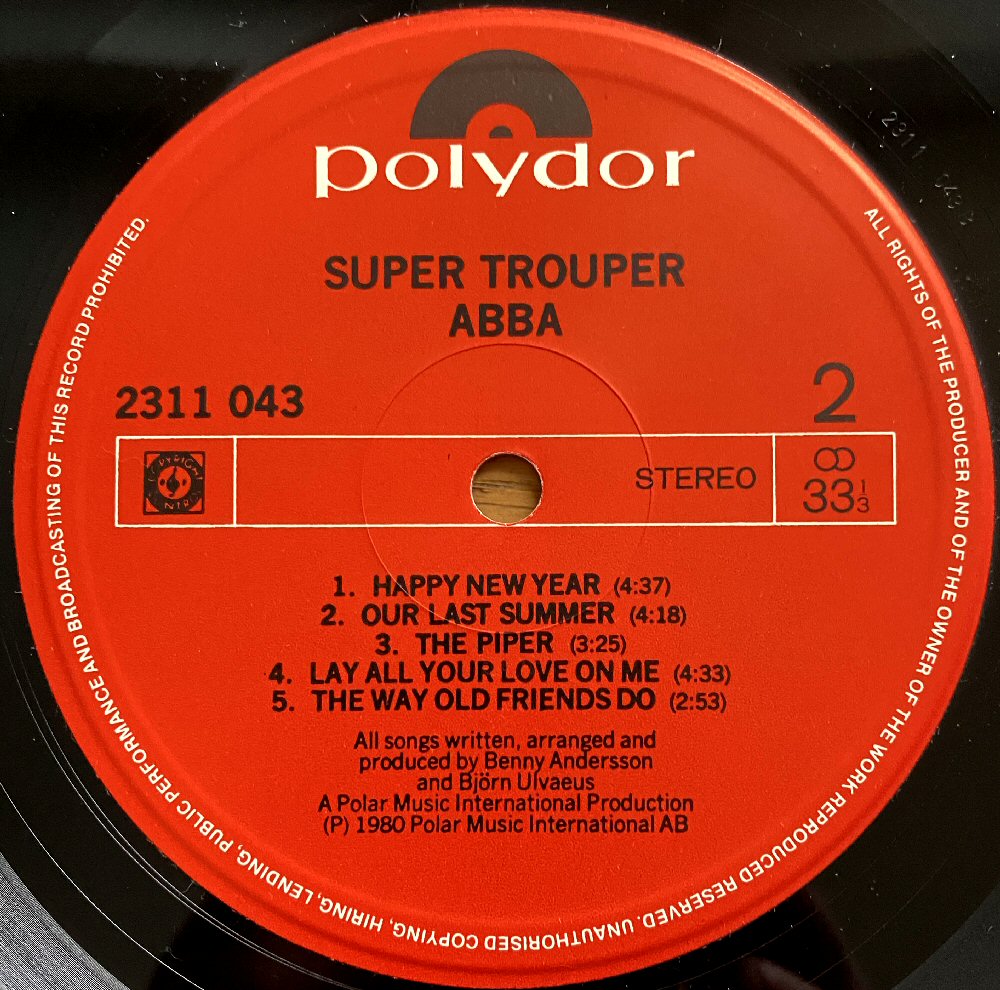 polydor
SUPER TROUPER
ABBA
2311 043
2
STEREO
33 1/3
1. HAPPY NEW YEAR (4:37)
2. OUR LAST SUMMER (4:18)
3. THE PIPER (3:25)
4. LAY ALL YOUR LOVE ON ME (4:33)
5. THE WAY OLD FRIENDS DO (2:53)
All songs written, arranged and
produced by Benny Andersson
and Björn Ulvaeus
A Polar Music International Production
(P) 1980 Polar Music International AB
ALL RIGHTS OF THE PRODUCER AND OF THE OWNER OF THE WORK REPRODUCED RESERVED. UNAUTHORISED COPYING, HIRING, LENDING, PUBLIC PERFORMANCE AND BROADCASTING OF THIS RECORD PROHIBITED.
2311